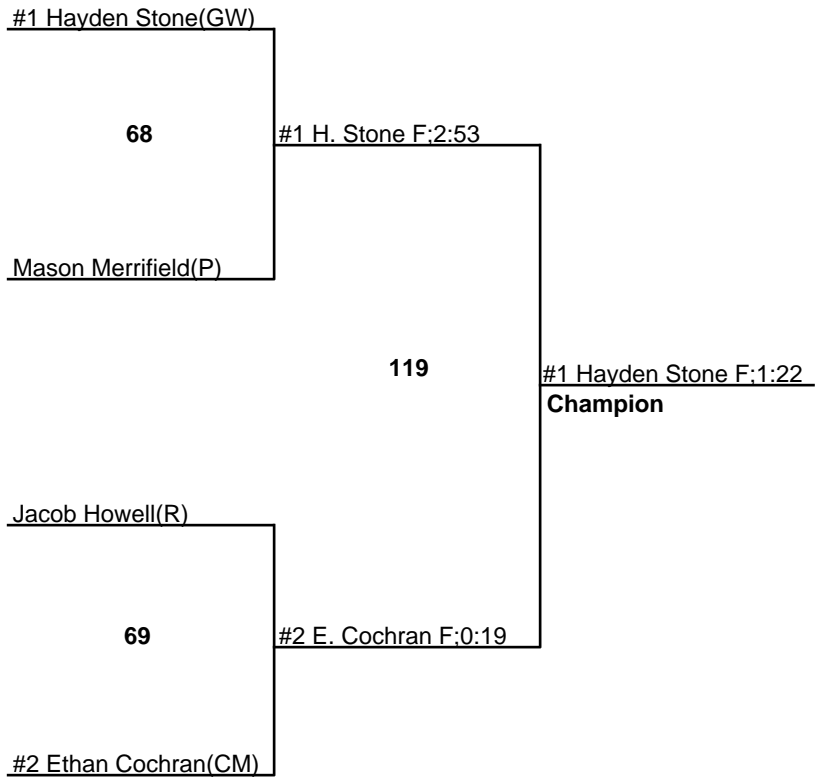 #1 Hayden Stone(GW)
68
#1 H. Stone F;2:53
Mason Merrifield(P)
119
#1 Hayden Stone F;1:22
Champion
Jacob Howell(R)
69
#2 E. Cochran F;0:19
#2 Ethan Cochran(CM)